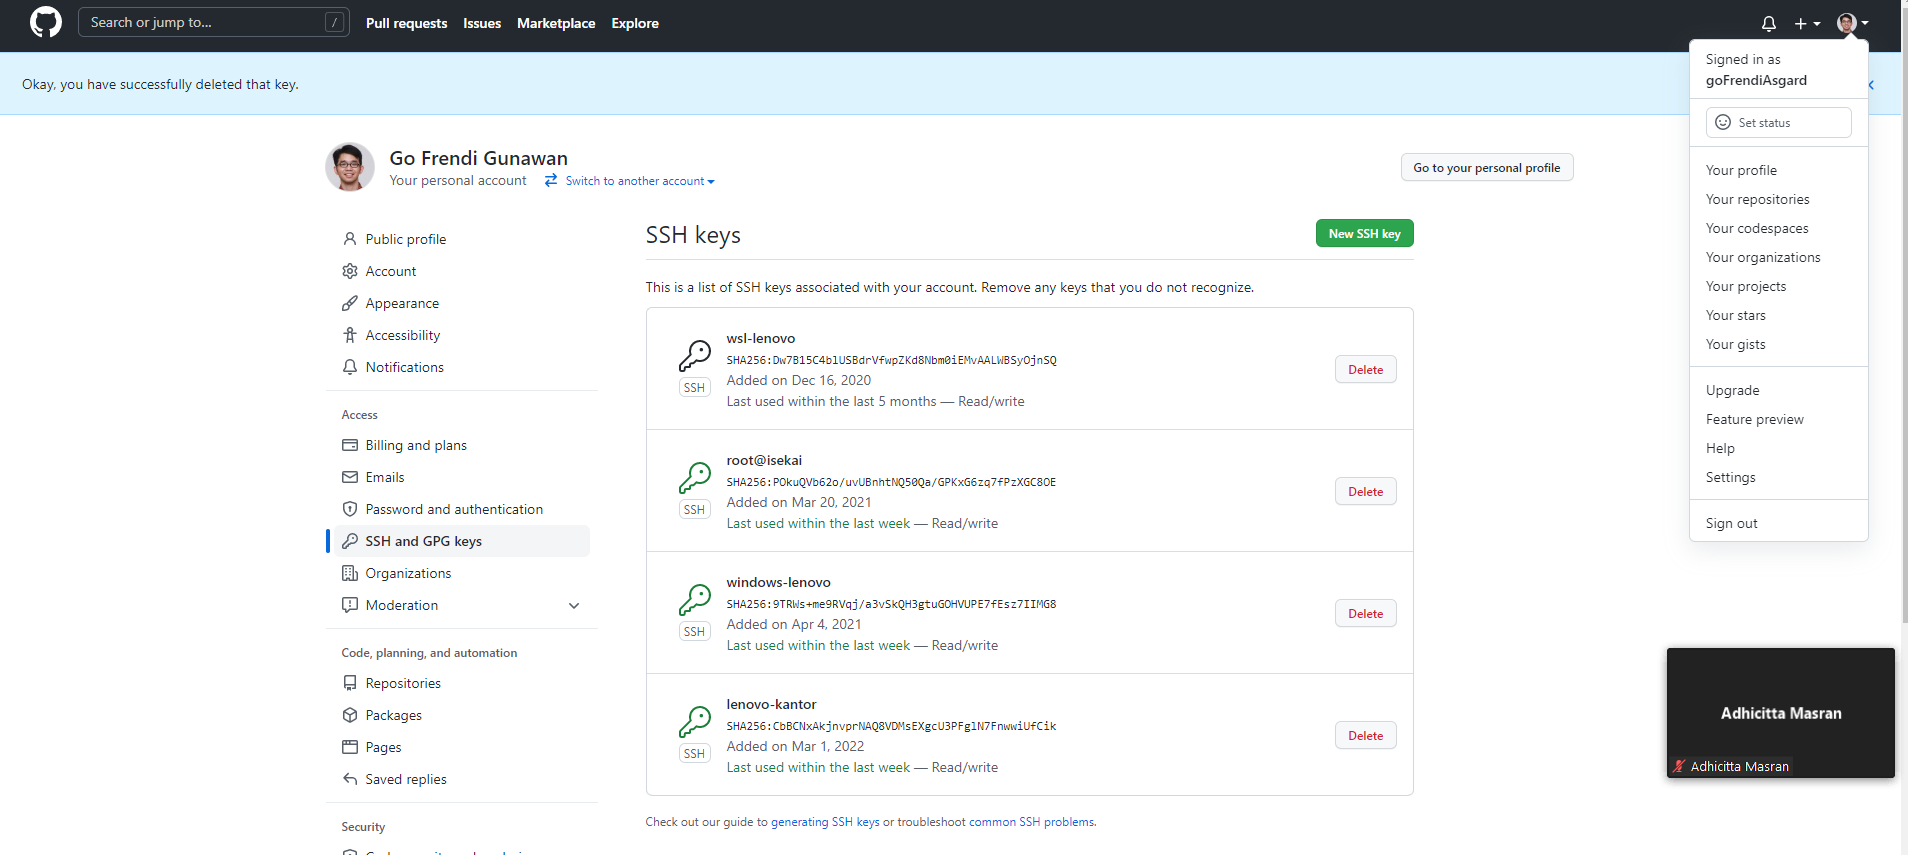 Search or jump to...
/
Pull requests
Issues
Marketplace
Explore
Okay, you have successfully deleted that key.
Signed in as
goFrendiAsgard
Set status
Your profile
Your repositories
Your codespaces
Your organizations
Your projects
Your stars
Your gists
Upgrade
Feature preview
Help
Settings
Sign out
Go Frendi Gunawan
Your personal account
Switch to another account
Go to your personal profile
Public profile
Account
Appearance
Accessibility
Notifications
Access
Billing and plans
Emails
Password and authentication
SSH and GPG keys
Organizations
Moderation
Code, planning, and automation
Repositories
Packages
Pages
Saved replies
Security
SSH keys
New SSH key
This is a list of SSH keys associated with your account. Remove any keys that you do not recognize.
wsl-lenovo
SHA256:Dw7B15C4blUSBdrVfwpZKd8Nbm0iEMvAALWBSyOjnSQ
Added on Dec 16, 2020
Last used within the last 5 months — Read/write
SSH
Delete
root@isekai
SHA256:POkuQVb62o/uvUBnhtNQ50Qa/GPKxG6zq7fPzXGC8OE
Added on Mar 20, 2021
Last used within the last week — Read/write
SSH
Delete
windows-lenovo
SHA256:9TRWs+me9RVqj/a3vSkQH3gtuGOHVUPE7fEsz7IIMG8
Added on Apr 4, 2021
Last used within the last week — Read/write
SSH
Delete
lenovo-kantor
SHA256:CbBCNxAkjnvprNAQ8VDMsEXgcU3PFglN7FnwwiUfCik
Added on Mar 1, 2022
Last used within the last week — Read/write
SSH
Delete
Check out our guide to generating SSH keys or troubleshoot common SSH problems.
Adhicitta Masran
Adhicitta Masran